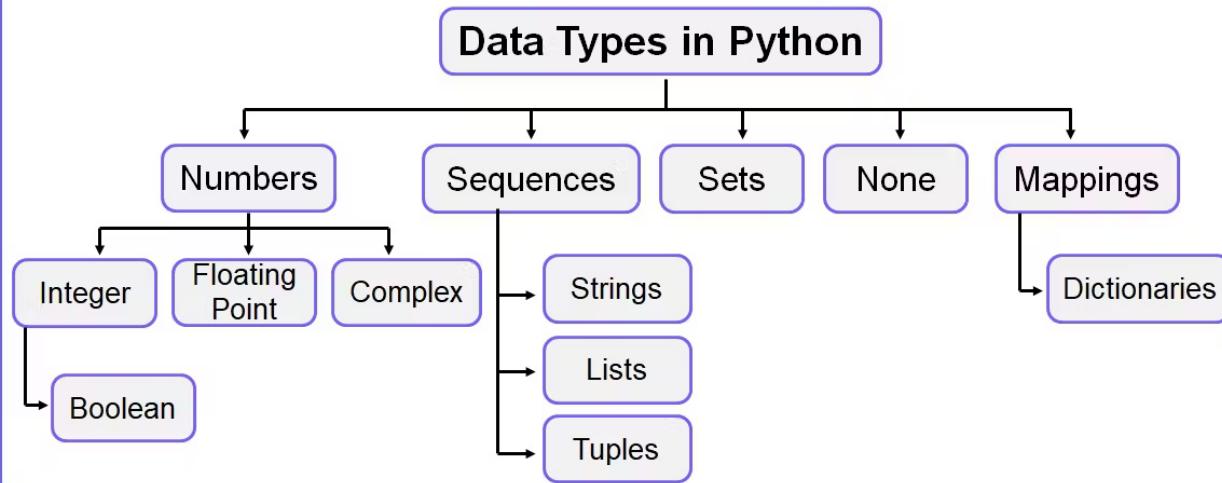 Data Types in Python
Numbers
Sequences
Sets
None
Mappings
Integer
Floating
Point
Complex
Boolean
Strings
Lists
Tuples
Dictionaries